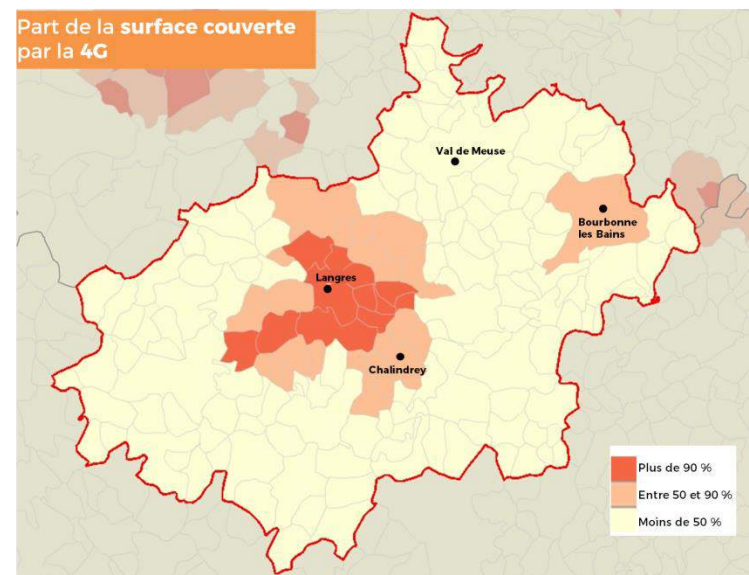 Part de la surface couverte
par la 4G
Val de Meuse
Bourbonne
les Bains
Langres
Chalindrey
Plus de 90 %
Entre 50 et 90 %
Moins de 50 %